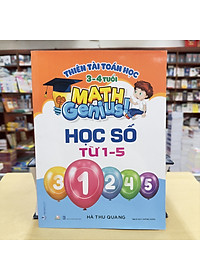 THIÊN TÀI TOÁN HỌC
3-4 TUỔI
MATH
Genius!
HỌC SỐ
TỪ 1-5
3 1 2 4 5
HÀ THU QUANG